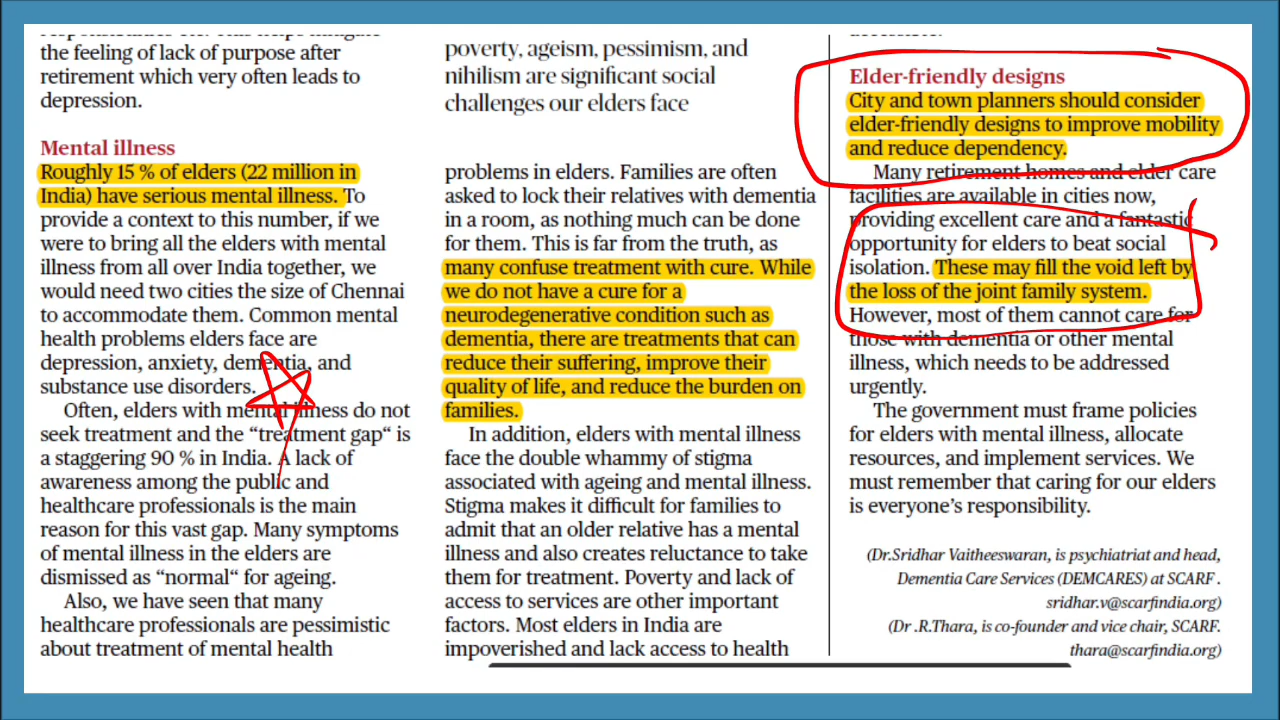 the feeling of lack of purpose after
retirement which very often leads to
depression.
Mental illness
Roughly 15 % of elders (22 million in
India) have serious mental illness. To
provide a context to this number, if we
were to bring all the elders with mental
illness from all over India together, we
would need two cities the size of Chennai
to accommodate them. Common mental
health problems elders face are
depression, anxiety, dementia, and
substance use disorders.
Often, elders with mental illness do not
seek treatment and the “treatment gap“ is
a staggering 90 % in India. A lack of
awareness among the public and
healthcare professionals is the main
reason for this vast gap. Many symptoms
of mental illness in the elders are
dismissed as “normal“ for ageing.
Also, we have seen that many
healthcare professionals are pessimistic
about treatment of mental health
poverty, ageism, pessimism, and
nihilism are significant social
challenges our elders face
problems in elders. Families are often
asked to lock their relatives with dementia
in a room, as nothing much can be done
for them. This is far from the truth, as
many confuse treatment with cure. While
we do not have a cure for a
neurodegenerative condition such as
dementia, there are treatments that can
reduce their suffering, improve their
quality of life, and reduce the burden on
families.
In addition, elders with mental illness
face the double whammy of stigma
associated with ageing and mental illness.
Stigma makes it difficult for families to
admit that an older relative has a mental
illness and also creates reluctance to take
them for treatment. Poverty and lack of
access to services are other important
factors. Most elders in India are
impoverished and lack access to health
Elder-friendly designs
City and town planners should consider
elder-friendly designs to improve mobility
and reduce dependency.
Many retirement homes and elder care
facilities are available in cities now,
providing excellent care and a fantastic
opportunity for elders to beat social
isolation. These may fill the void left by
the loss of the joint family system.
However, most of them cannot care for
those with dementia or other mental
illness, which needs to be addressed
urgently.
The government must frame policies
for elders with mental illness, allocate
resources, and implement services. We
must remember that caring for our elders
is everyone’s responsibility.
(Dr.Sridhar Vaitheeswaran, is psychiatriat and head,
Dementia Care Services (DEMCARES) at SCARF .
sridhar.v@scarfindia.org)
(Dr .R.Thara, is co-founder and vice chair, SCARF.
thara@scarfindia.org)